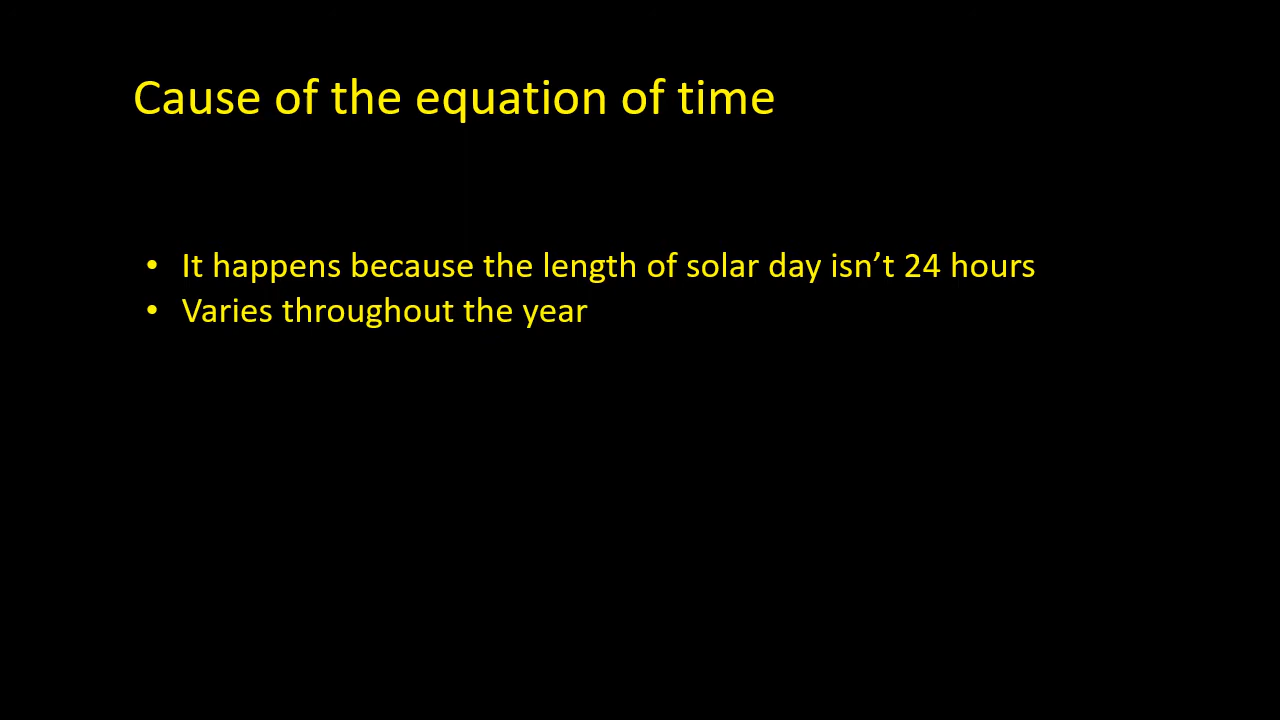 Cause of the equation of time
• It happens because the length of solar day isn’t 24 hours
• Varies throughout the year